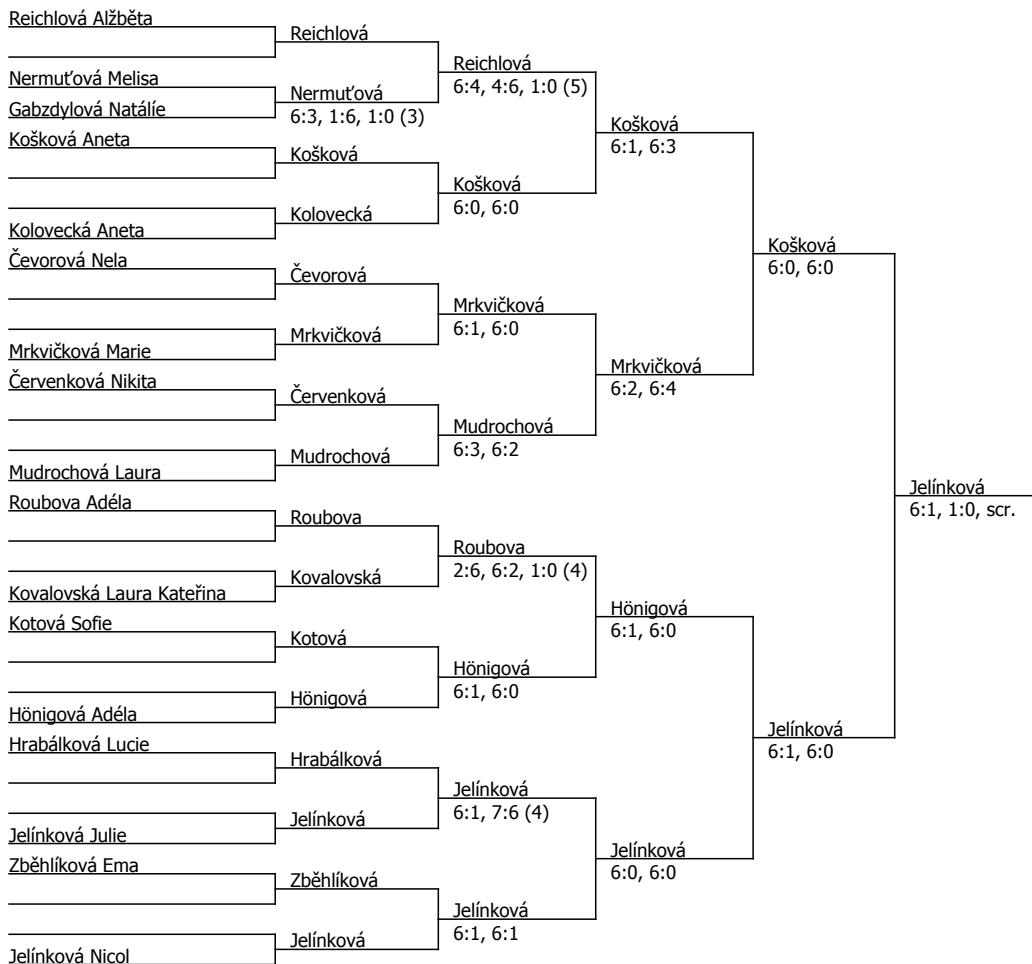 Reichlová Alžběta
Nermuťová Melisa
Gabzdylová Natálie
Košková Aneta
Kolovecká Aneta
Čevorová Nela
Mrkvičková Marie
Červenková Nikita
Mudrochová Laura
Roubova Adéla
Kovalovská Laura Kateřina
Kotová Sofie
Hönigová Adéla
Hrabálková Lucie
Jelínková Julie
Zběhlíková Ema
Jelínková Nicol
Reichlová
Nermuťová
6:3, 1:6, 1:0 (3)
Košková
Kolovecká
Čevorová
Mrkvičková
Červenková
Mudrochová
Roubova
Kovalovská
Kotová
Hönigová
Hrabálková
Jelínková
Zběhlíková
Jelínková
Reichlová
6:4, 4:6, 1:0 (5)
Košková
6:0, 6:0
Mrkvičková
6:1, 6:0
Mudrochová
6:3, 6:2
Roubova
2:6, 6:2, 1:0 (4)
Hönigová
6:1, 6:0
Jelínková
6:1, 7:6 (4)
Jelínková
6:1, 6:1
Košková
6:1, 6:3
Mrkvičková
6:2, 6:4
Hönigová
6:1, 6:0
Jelínková
6:0, 6:0
Košková
6:0, 6:0
Jelínková
6:1, 6:0
Jelínková
6:1, 1:0, scr.